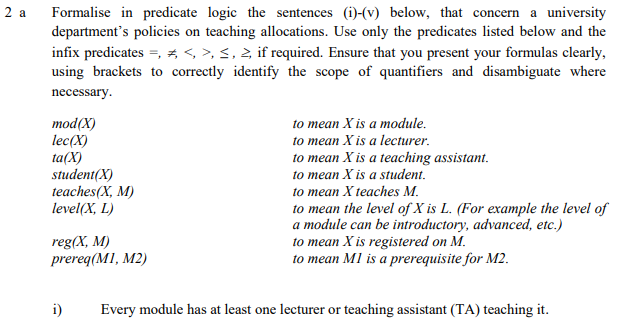 2 a Formalise in predicate logic the sentences (i)-(v) below, that concern a university
department's policies on teaching allocations. Use only the predicates listed below and the
infix predicates =, ≠, <, >, ≤, ≥, if required. Ensure that you present your formulas clearly,
using brackets to correctly identify the scope of quantifiers and disambiguate where
necessary.
mod(X) to mean X is a module.
lec(X) to mean X is a lecturer.
ta(X) to mean X is a teaching assistant.
student(X) to mean X is a student.
teaches(X, M) to mean X teaches M.
level(X, L) to mean the level of X is L. (For example the level of
a module can be introductory, advanced, etc.)
reg(X, M) to mean X is registered on M.
prereq(M1, M2) to mean M1 is a prerequisite for M2.
i) Every module has at least one lecturer or teaching assistant (TA) teaching it.